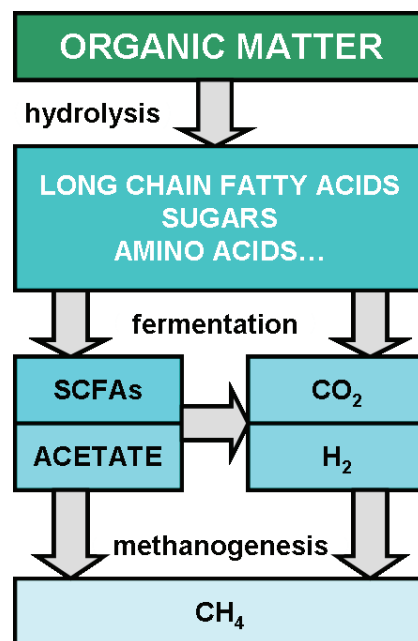 ORGANIC MATTER
hydrolysis
LONG CHAIN FATTY ACIDS
SUGARS
AMINO ACIDS...
fermentation
SCFAs
CO₂
ACETATE
H₂
methanogenesis
CH₄